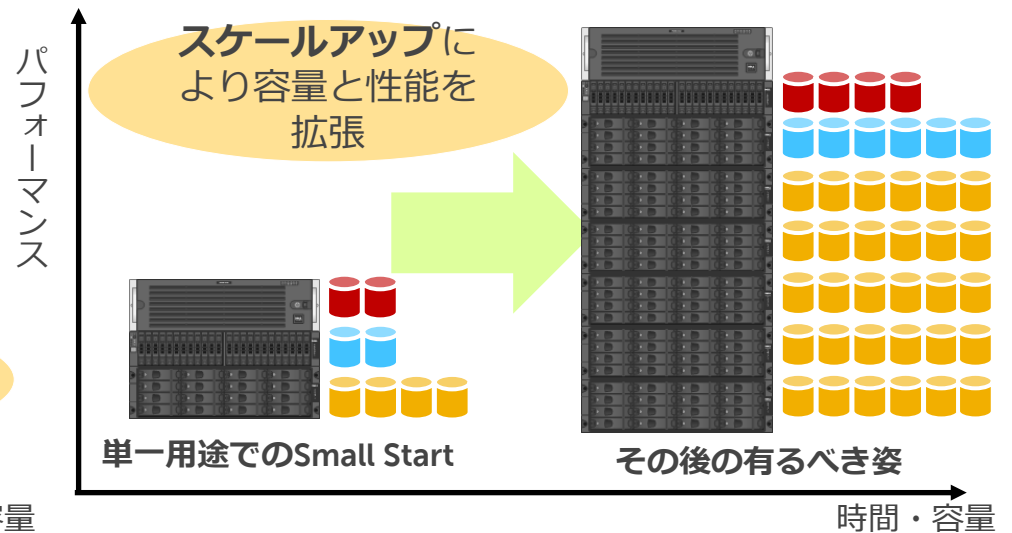 パフォーマンス
スケールアップに
より容量と性能を
拡張
単一用途でのSmall Start
その後の有るべき姿
容量
時間・容量